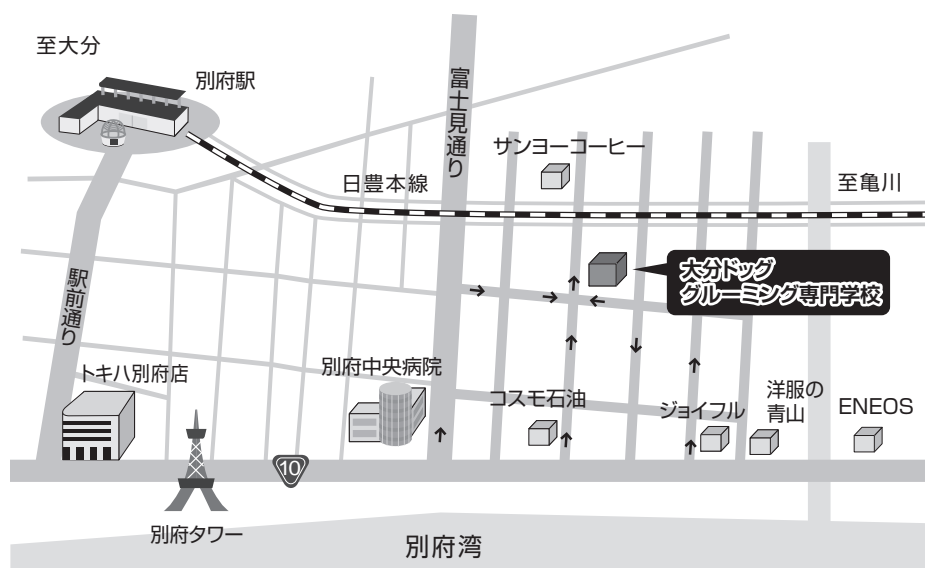 至大分
別府駅
富士見通り
サンヨーコーヒー
日豊本線
至亀川
大分ドッグ
グルーミング専門学校
駅前通り
トキハ別府店
別府中央病院
コスモ石油
ジョイフル
洋服の
青山
ENEOS
10
別府タワー
別府湾